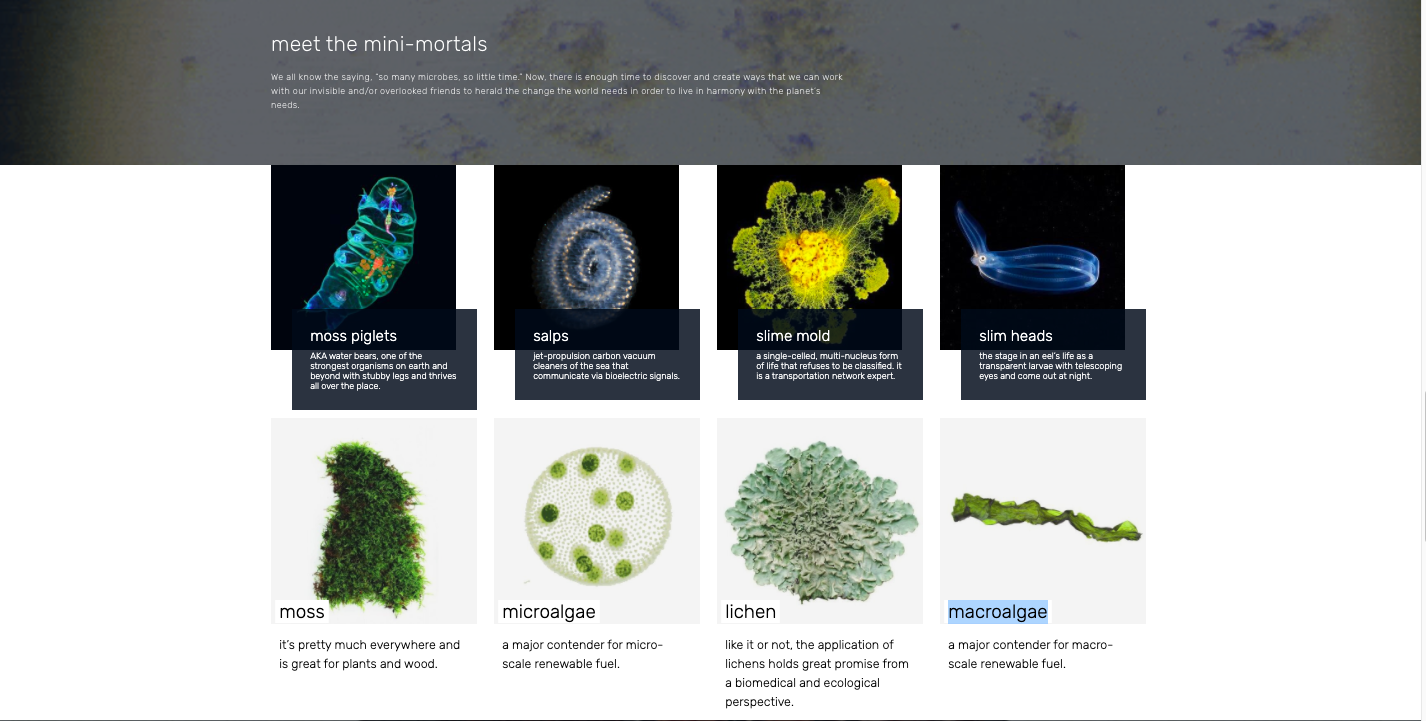 meet the mini-mortals
We all know the saying, "so many microbes, so little time." Now, there is enough time to discover and create ways that we can work
with our invisible and/or overlooked friends to herald the change the world needs in order to live in harmony with the planet's
needs.
moss piglets
AKA water bears, one of the
strongest organisms on earth and
beyond with stubby legs and thrives
all over the place.
salps
jet-propulsion carbon vacuum
cleaners of the sea that
communicate via bioelectric signals.
slime mold
a single-celled, multi-nucleus form
of life that refuses to be classified. it
is a transportation network expert.
slim heads
the stage in an eel's life as a
transparent larvae with telescoping
eyes and come out at night.
moss
it's pretty much everywhere and
is great for plants and wood.
microalgae
a major contender for micro-
scale renewable fuel.
lichen
like it or not, the application of
lichens holds great promise from
a biomedical and ecological
perspective.
macroalgae
a major contender for macro-
scale renewable fuel.